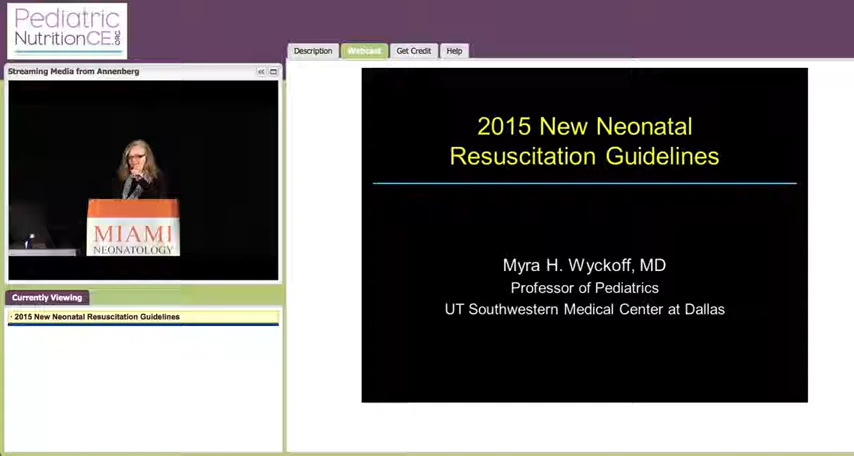 Pediatric
NutritionCE.ORG
Description
Webcast
Get Credit
Help
Streaming Media from Annenberg
MIAMI
NEONATOLOGY
Currently Viewing
· 2015 New Neonatal Resuscitation Guidelines
2015 New Neonatal
Resuscitation Guidelines
Myra H. Wyckoff, MD
Professor of Pediatrics
UT Southwestern Medical Center at Dallas